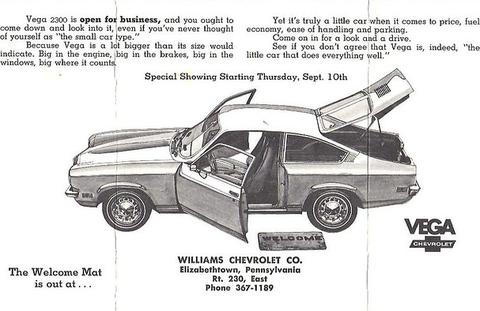 Vega 2300 is open for business, and you ought to
come down and look into it, even if you've never thought
of yourself as "the small car type."
Because Vega is a lot bigger than its size would
indicate. Big in the engine, big in the brakes, big in the
windows, big where it counts.
Yet it's truly a little car when it comes to price, fuel
economy, ease of handling and parking.
Come on in for a look and a drive.
See if you don't agree that Vega is, indeed, "the
little car that does everything well."
Special Showing Starting Thursday, Sept. 10th
WELCOME
VEGA
CHEVROLET
The Welcome Mat
is out at . . .
WILLIAMS CHEVROLET CO.
Elizabethtown, Pennsylvania
Rt. 230, East
Phone 367-1189